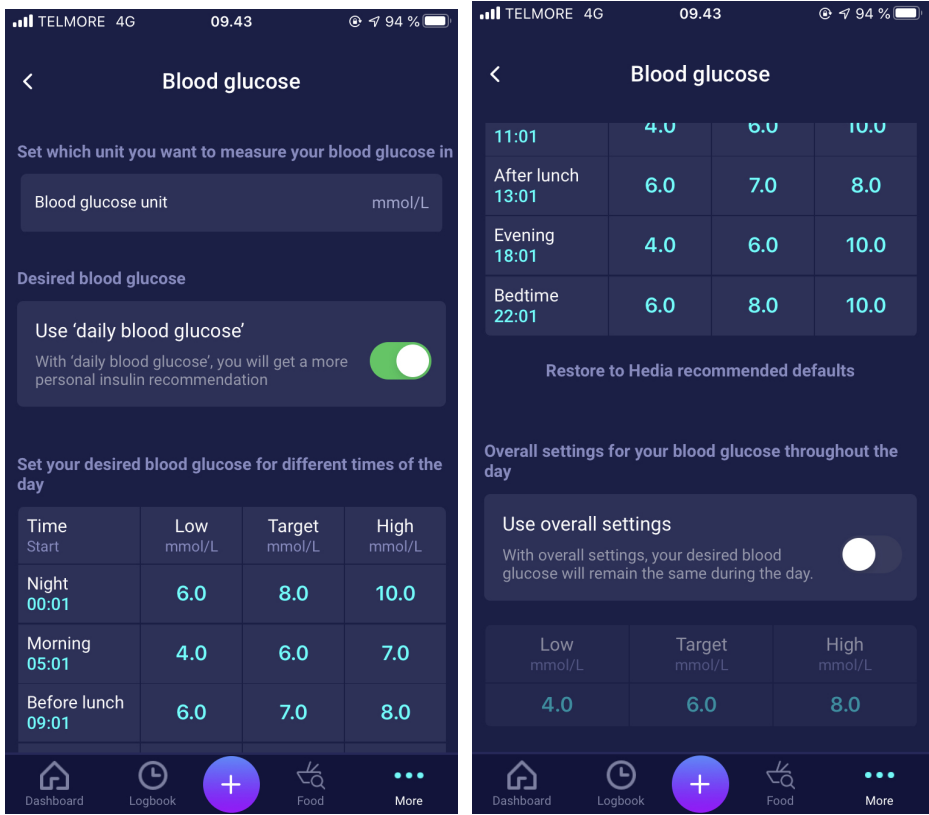 TELMORE 4G 09.43 94 %
Blood glucose
Set which unit you want to measure your blood glucose in
Blood glucose unit mmol/L
Desired blood glucose
Use ‘daily blood glucose’
With ‘daily blood glucose’, you will get a more
personal insulin recommendation
Set your desired blood glucose for different times of the
day
Time Low Target High
Start mmol/L mmol/L mmol/L
Night
00:01 6.0 8.0 10.0
Morning
05:01 4.0 6.0 7.0
Before lunch
09:01 6.0 7.0 8.0
Dashboard Logbook + Food More
TELMORE 4G 09.43 94 %
Blood glucose
11:01 4.0 6.0 10.0
After lunch
13:01 6.0 7.0 8.0
Evening
18:01 4.0 6.0 10.0
Bedtime
22:01 6.0 8.0 10.0
Restore to Hedia recommended defaults
Overall settings for your blood glucose throughout the
day
Use overall settings
With overall settings, your desired blood
glucose will remain the same during the day.
Low Target High
mmol/L mmol/L mmol/L
4.0 6.0 8.0
Dashboard Logbook + Food More